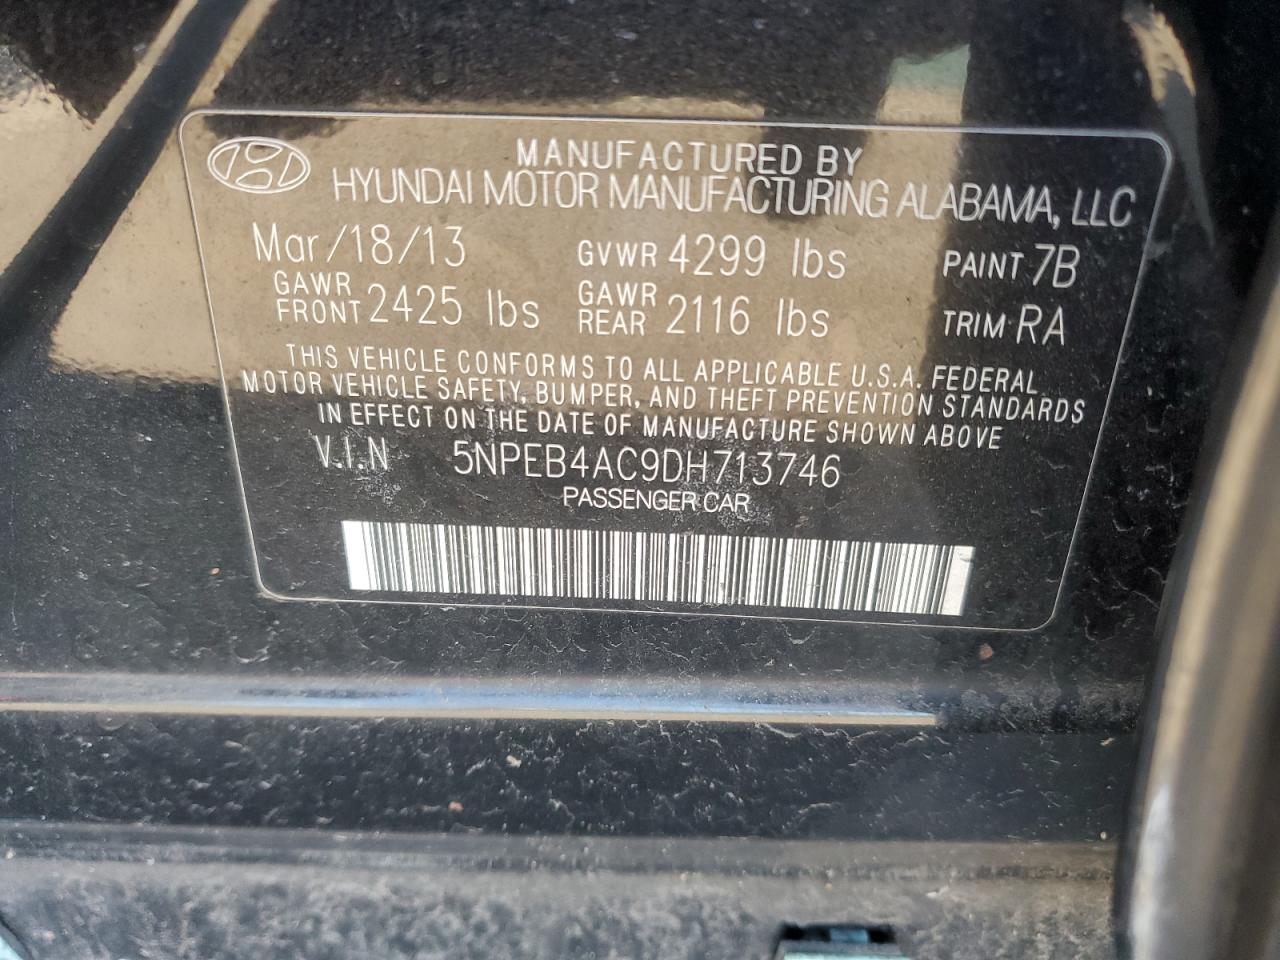 MANUFACTURED BY
HYUNDAI MOTOR MANUFACTURING ALABAMA, LLC
Mar/18/13 GVWR 4299 lbs PAINT 7B
GAWR FRONT 2425 lbs GAWR REAR 2116 lbs TRIM RA
THIS VEHICLE CONFORMS TO ALL APPLICABLE U.S.A. FEDERAL
MOTOR VEHICLE SAFETY, BUMPER, AND THEFT PREVENTION STANDARDS
IN EFFECT ON THE DATE OF MANUFACTURE SHOWN ABOVE
V.I.N 5NPEB4AC9DH713746
PASSENGER CAR